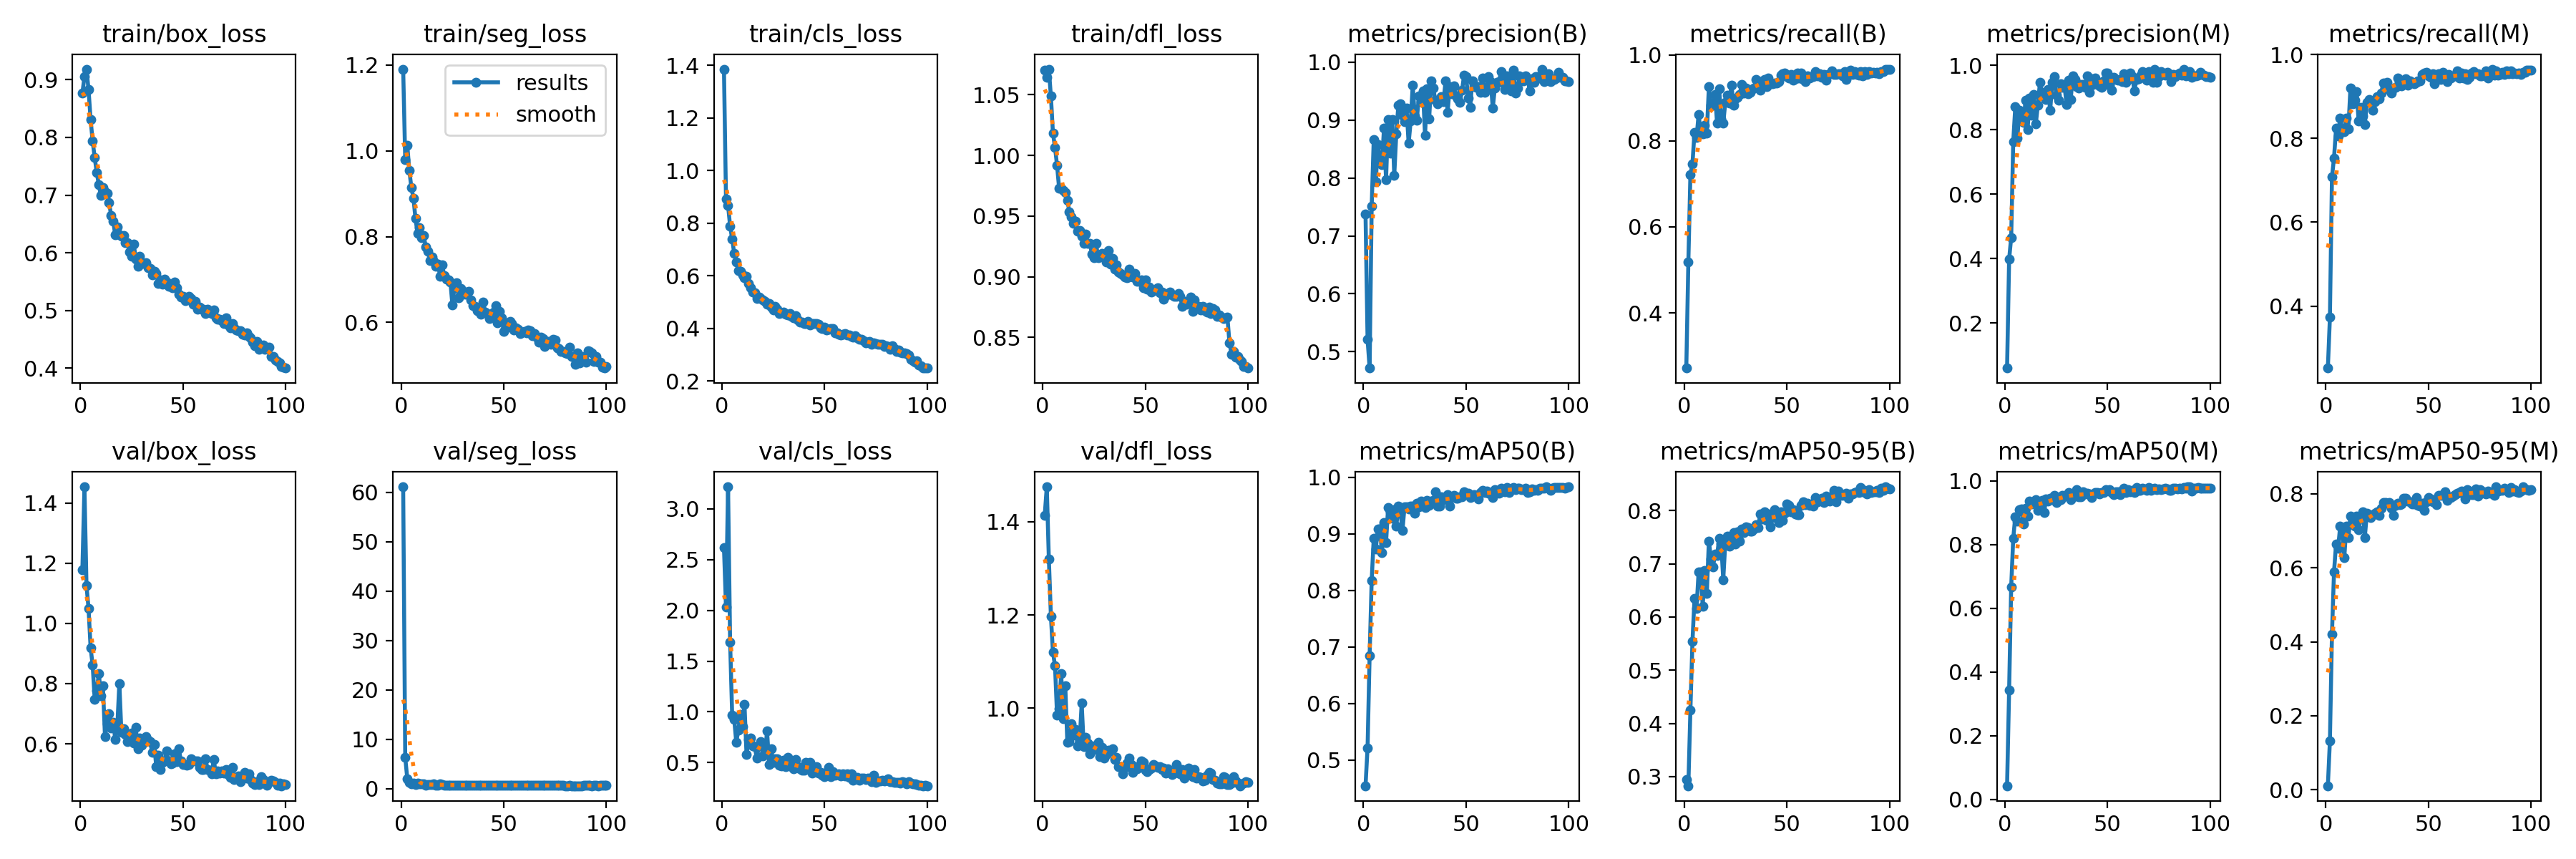 train/box_loss
0.9
0.8
0.7
0.6
0.5
0.4
0 50 100
train/seg_loss
results
smooth
1.2
1.0
0.8
0.6
0 50 100
train/cls_loss
1.4
1.2
1.0
0.8
0.6
0.4
0.2
0 50 100
train/dfl_loss
1.05
1.00
0.95
0.90
0.85
0 50 100
metrics/precision(B)
1.0
0.9
0.8
0.7
0.6
0.5
0 50 100
metrics/recall(B)
1.0
0.8
0.6
0.4
0 50 100
metrics/precision(M)
1.0
0.8
0.6
0.4
0.2
0 50 100
metrics/recall(M)
1.0
0.8
0.6
0.4
0 50 100
val/box_loss
1.4
1.2
1.0
0.8
0.6
0 50 100
val/seg_loss
60
50
40
30
20
10
0
0 50 100
val/cls_loss
3.0
2.5
2.0
1.5
1.0
0.5
0 50 100
val/dfl_loss
1.4
1.2
1.0
0 50 100
metrics/mAP50(B)
1.0
0.9
0.8
0.7
0.6
0.5
0 50 100
metrics/mAP50-95(B)
0.8
0.7
0.6
0.5
0.4
0.3
0 50 100
metrics/mAP50(M)
1.0
0.8
0.6
0.4
0.2
0.0
0 50 100
metrics/mAP50-95(M)
0.8
0.6
0.4
0.2
0.0
0 50 100